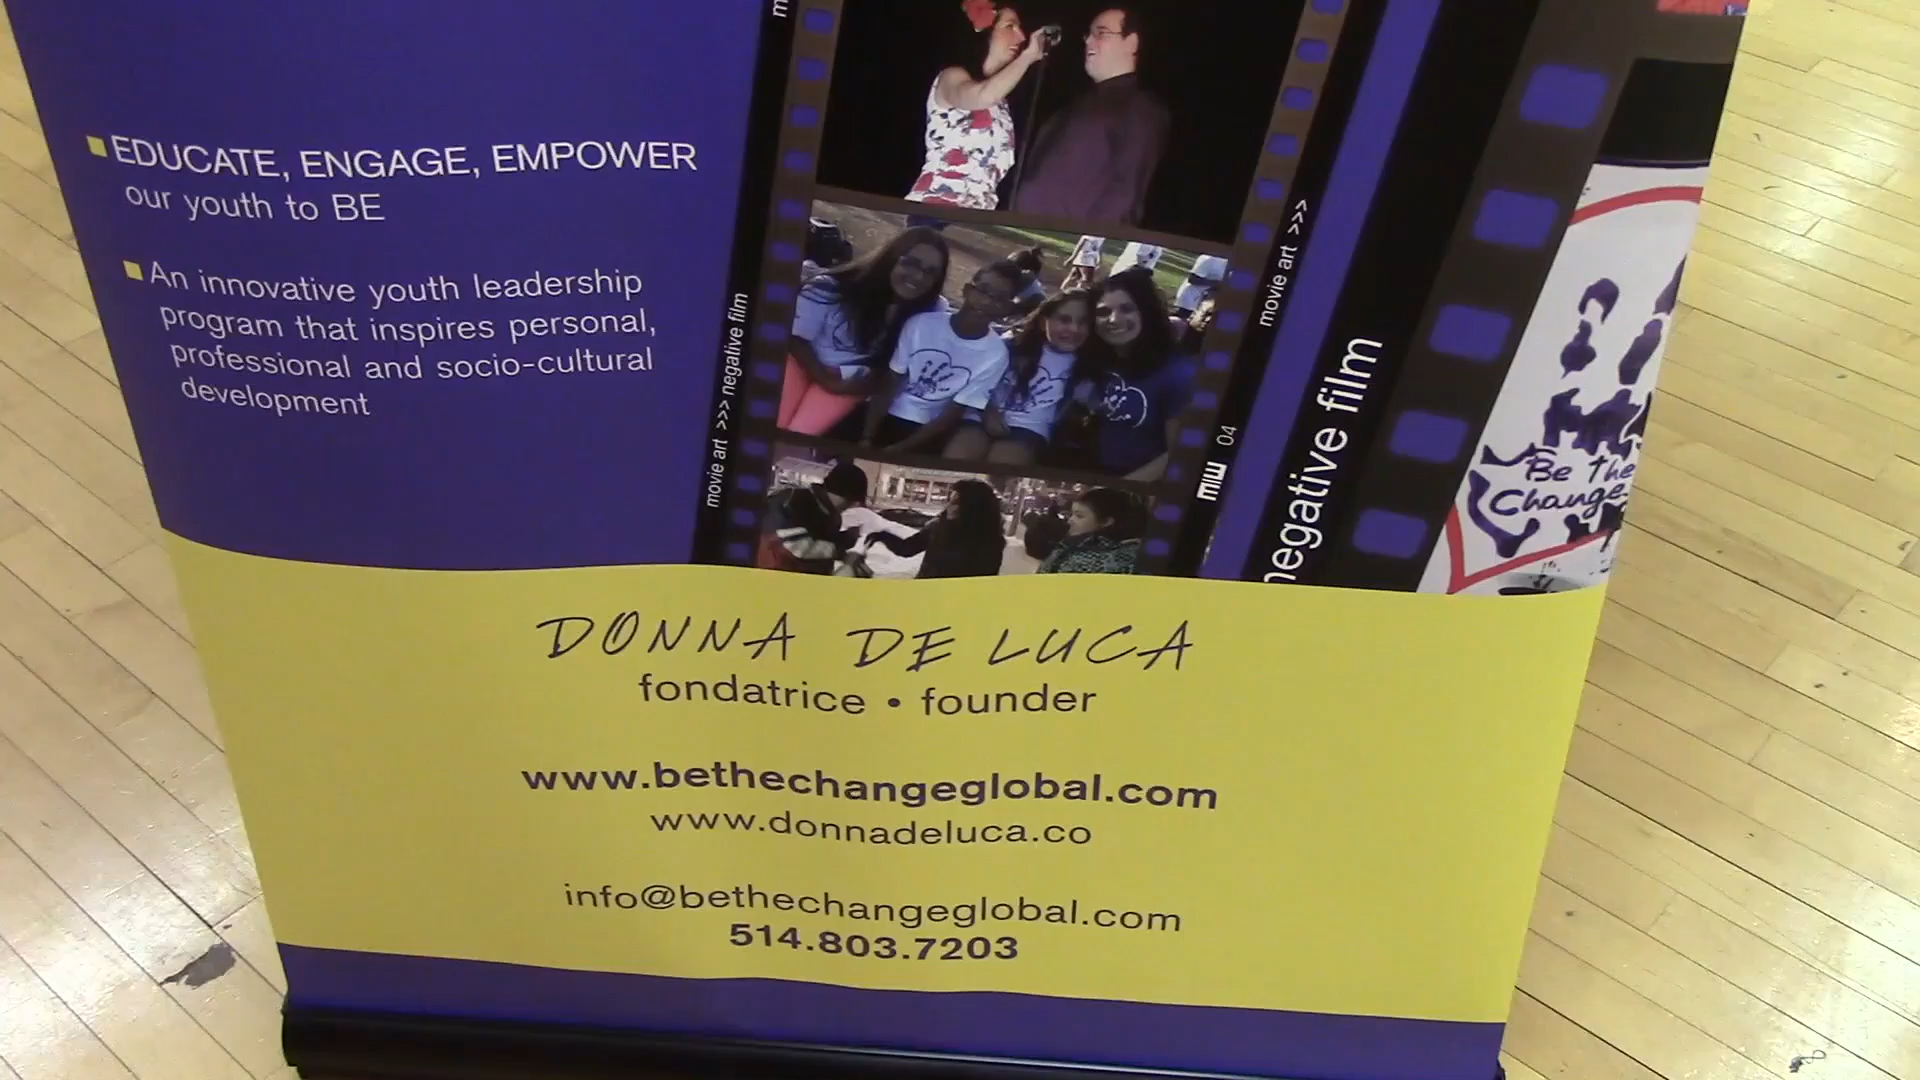 EDUCATE, ENGAGE, EMPOWER
our youth to BE
An innovative youth leadership
program that inspires personal,
professional and socio-cultural
development
movie art >>> negative film
movie art >>>
04
negative film
Be the
Change
DONNA DE LUCA
fondatrice • founder
www.bethechangeglobal.com
www.donnadeluca.co
info@bethechangeglobal.com
514.803.7203